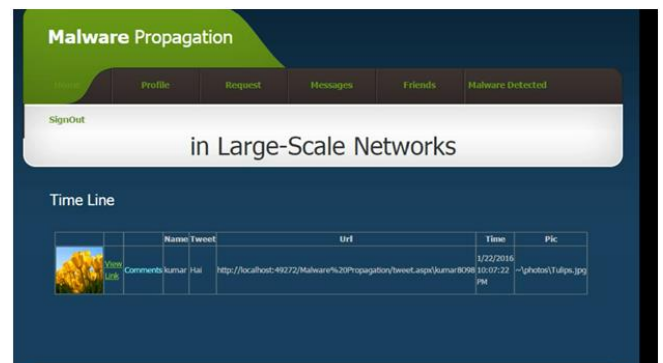 Malware Propagation
Home Profile Request Messages Friends Malware Detected
SignOut
in Large-Scale Networks
Time Line
Name Tweet Url Time Pic
View Link Comments kumar Hai http://localhost:49272/Malware%20Propagation/tweet.aspx\kumar8098 1/22/2016 10:07:22 PM ~\photos\Tulips.jpg